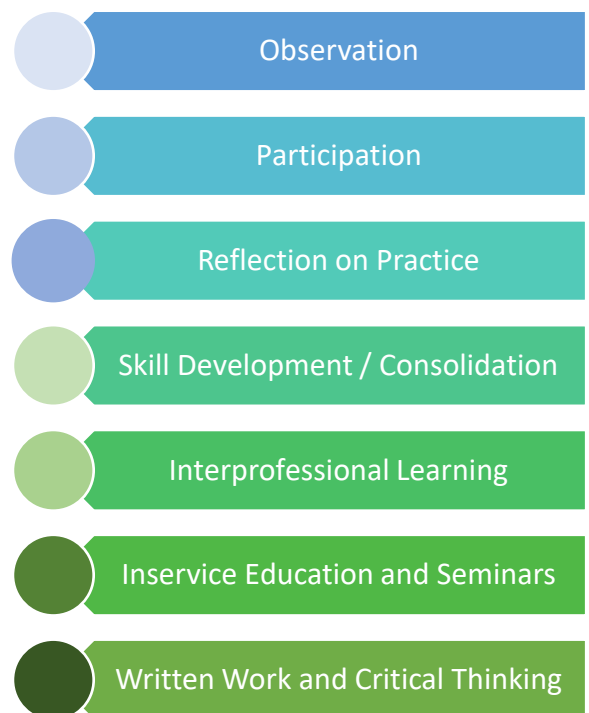 Observation
Participation
Reflection on Practice
Skill Development / Consolidation
Interprofessional Learning
Inservice Education and Seminars
Written Work and Critical Thinking